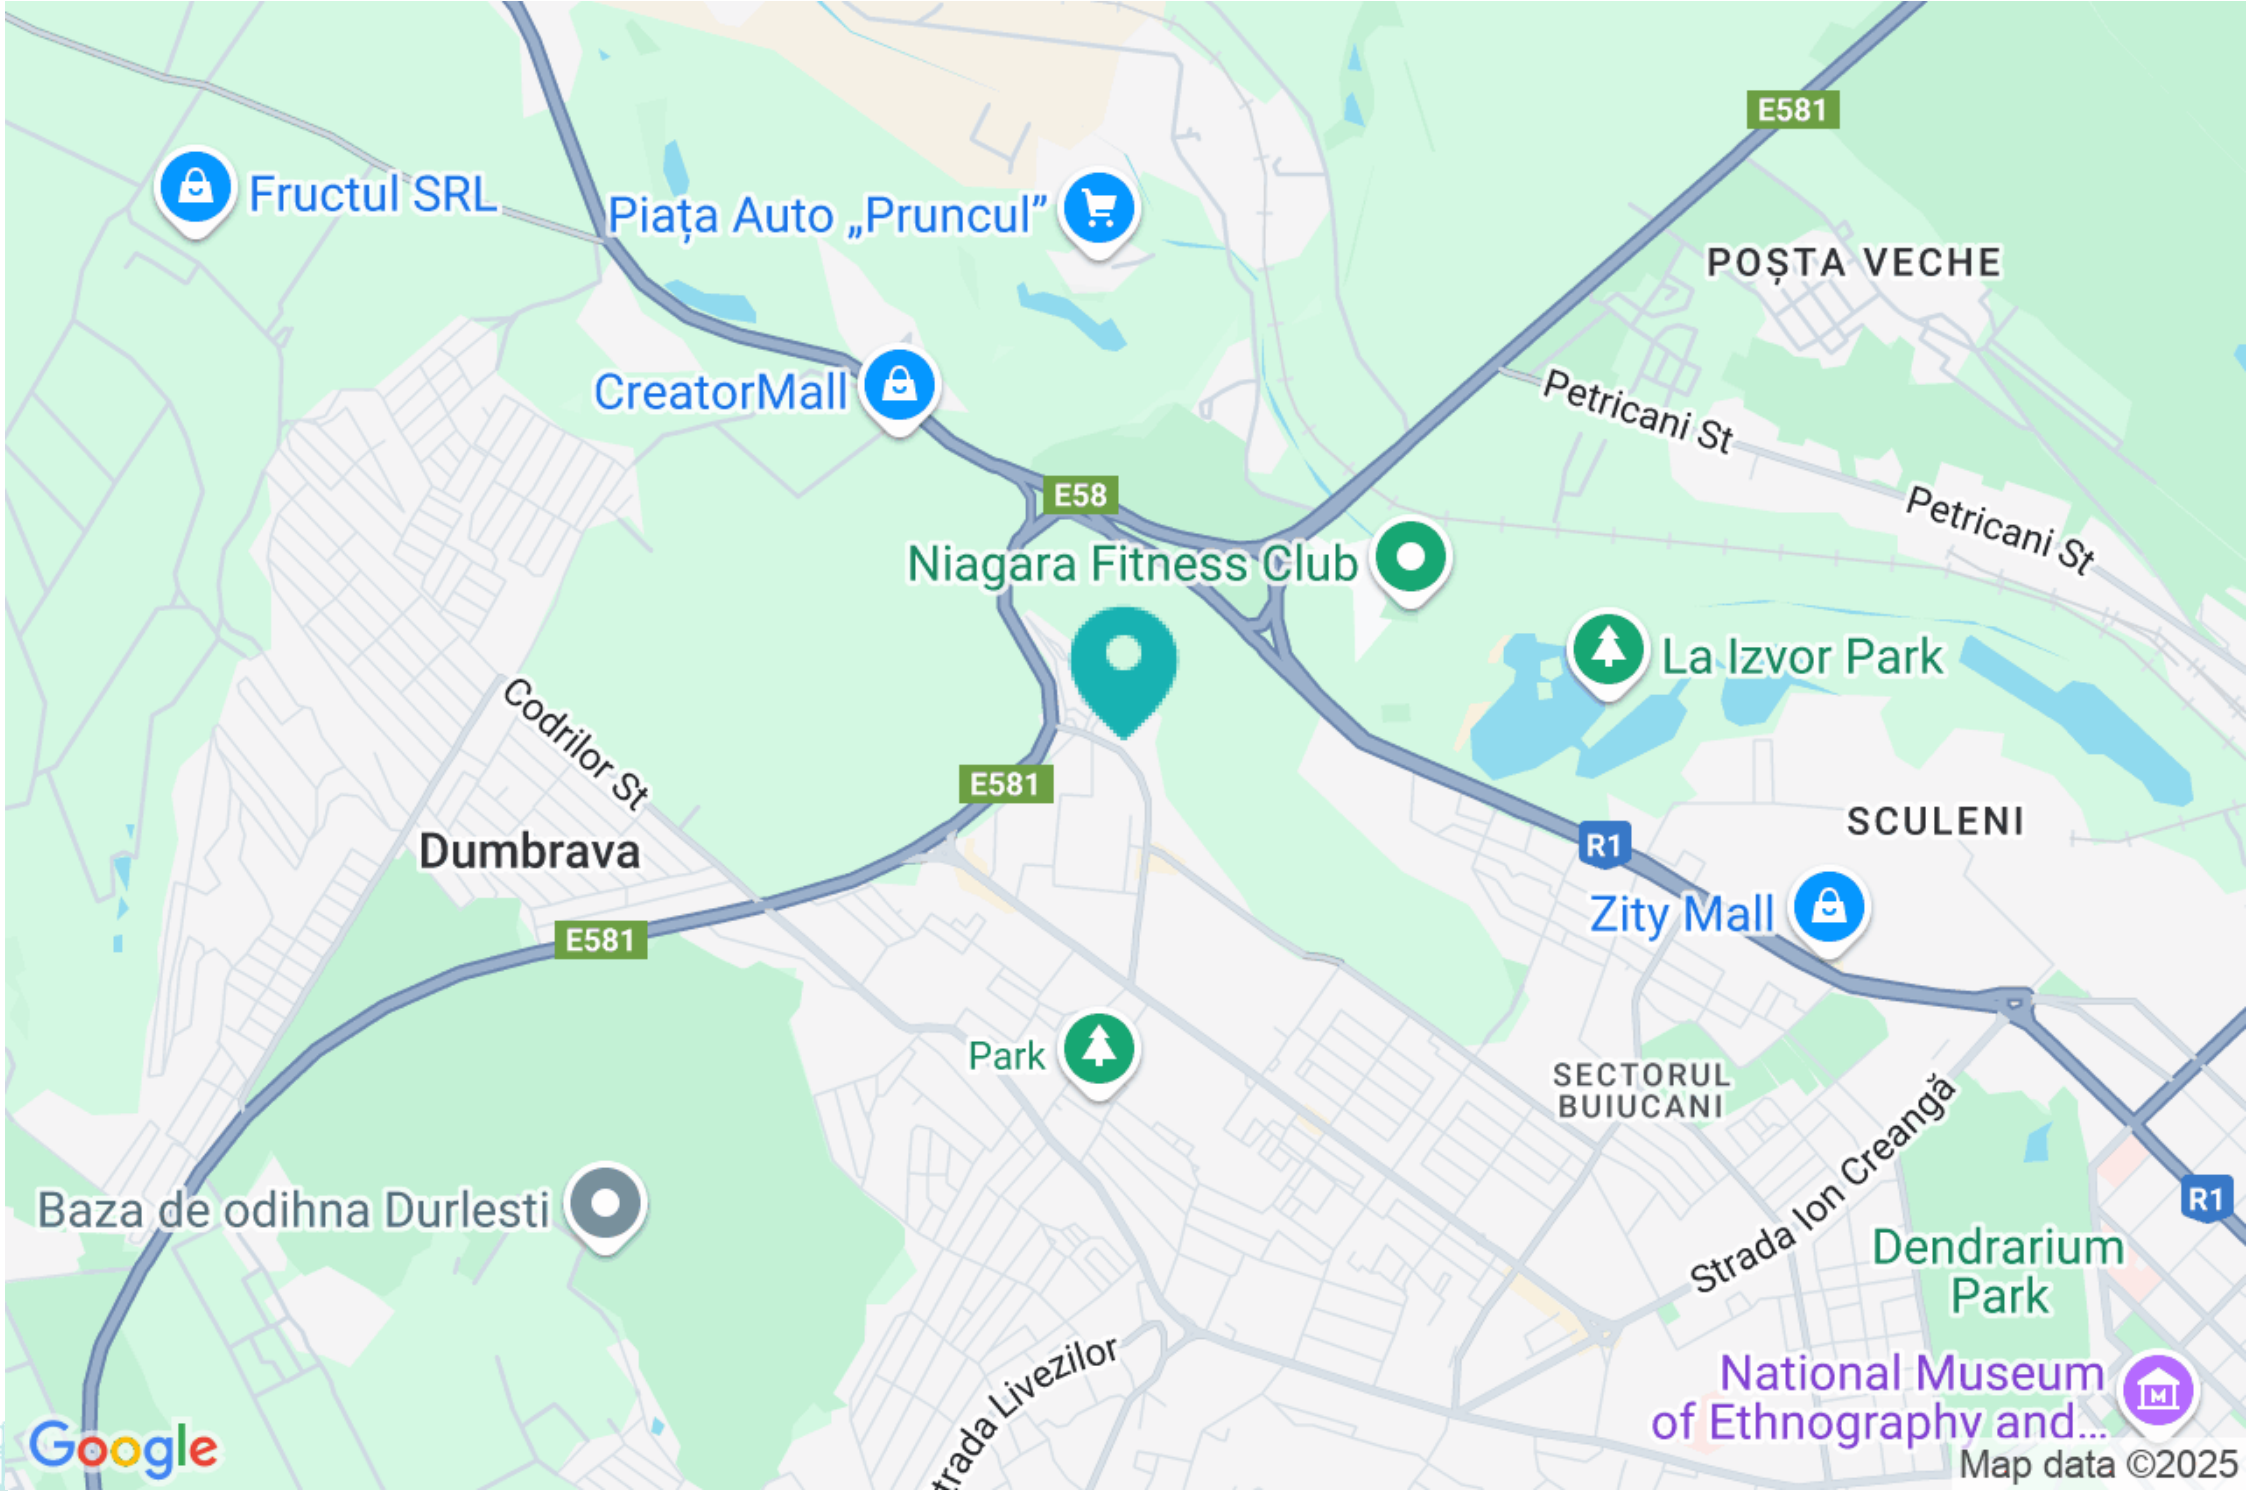 E581
Fructul SRL
Piața Auto „Pruncul”
POȘTA VECHE
CreatorMall
Petricani St
E58
Petricani St
Niagara Fitness Club
La Izvor Park
Codrilor St
E581
SCULENI
Dumbrava
R1
Zity Mall
E581
Park
SECTORUL
BUIUCANI
Strada Ion Creangă
Baza de odihna Durlesti
R1
Dendrarium
Park
trada Livezilor
National Museum
of Ethnography and...
Google
Map data ©2025